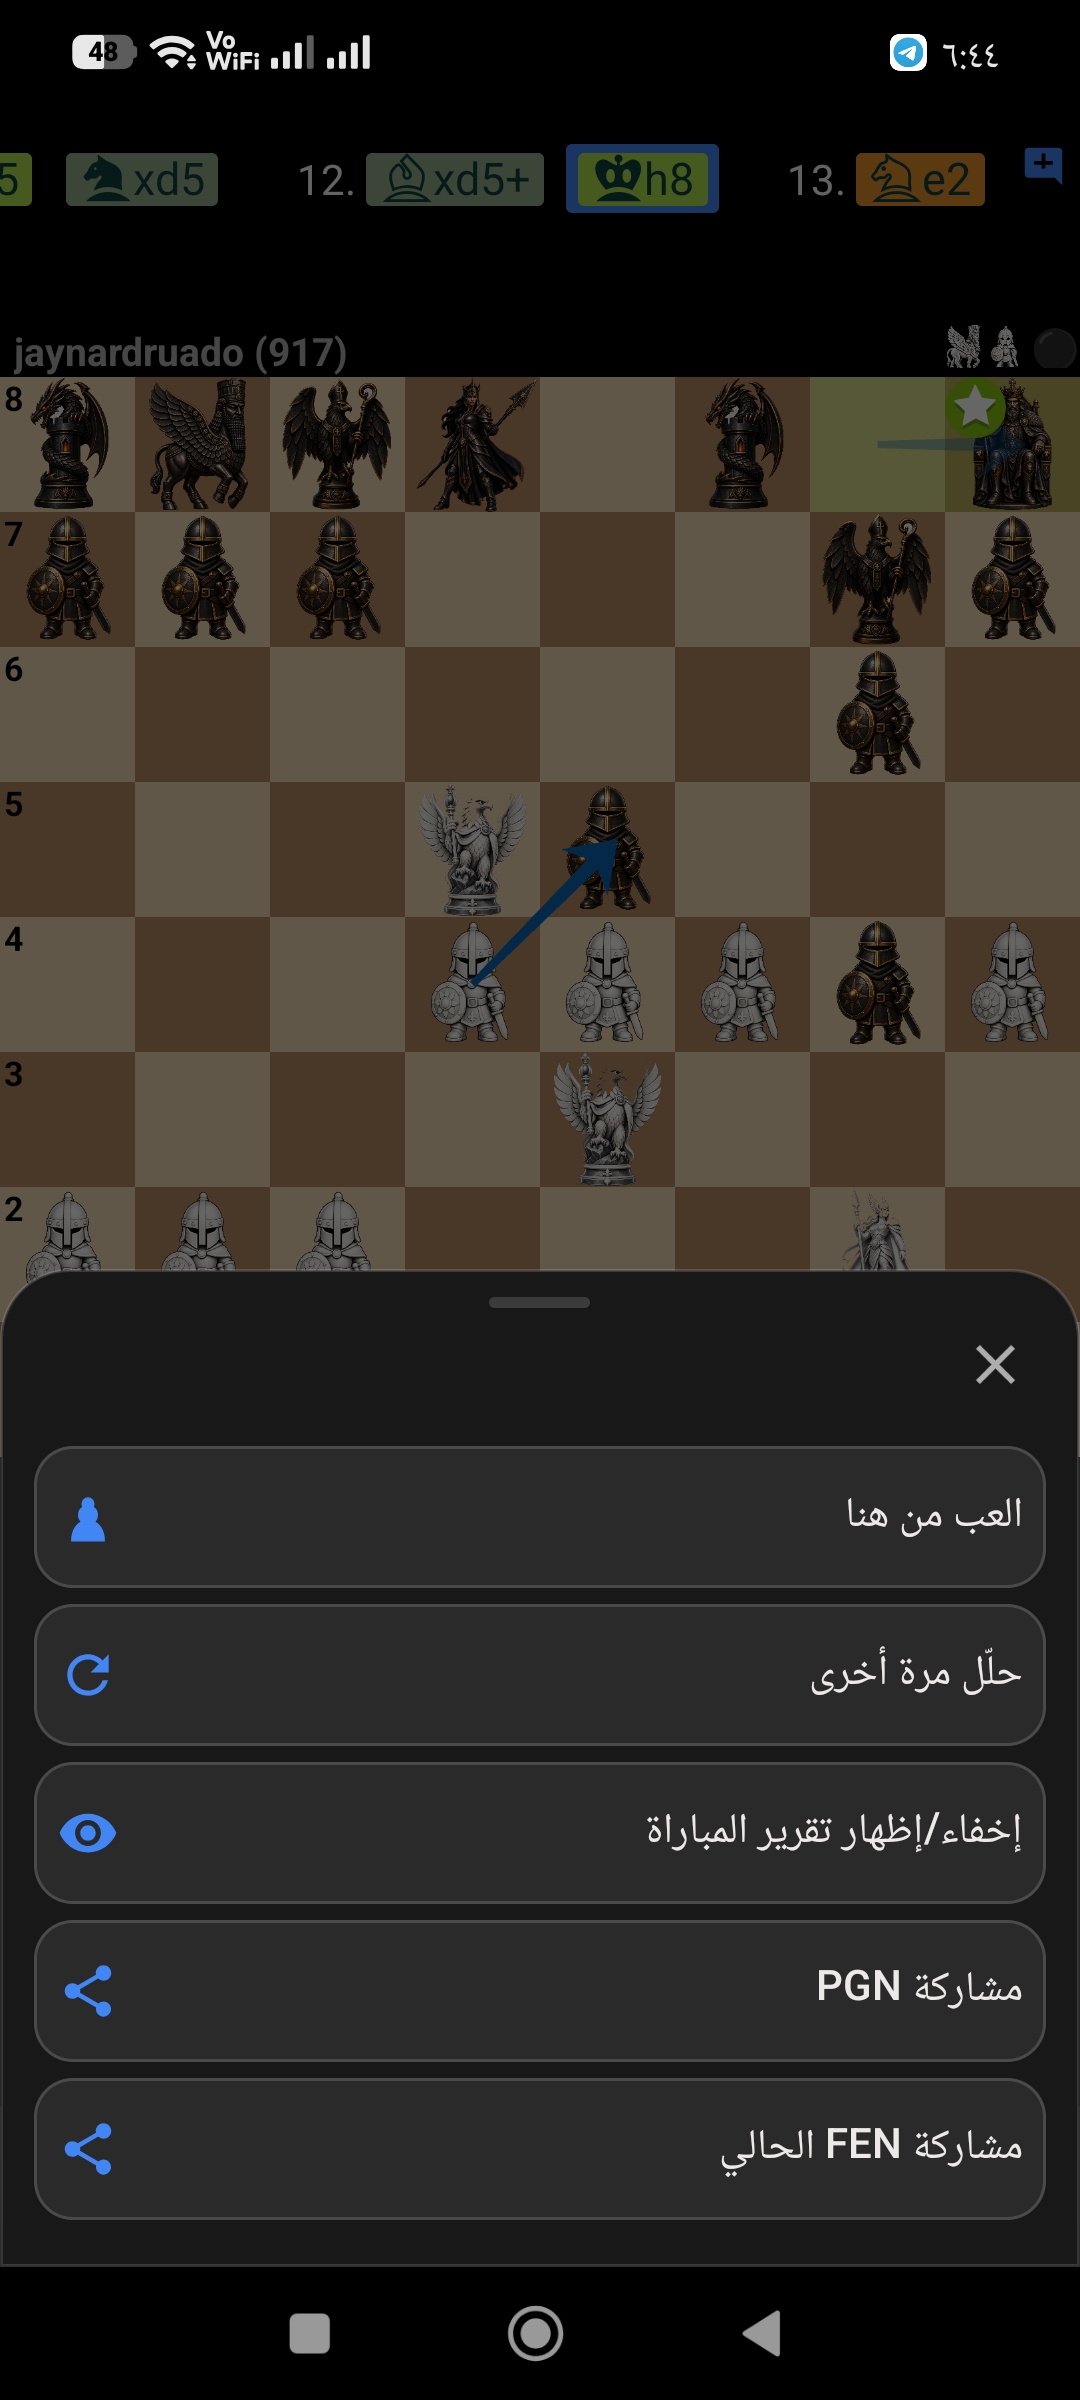 48 Vo WiFi ٦:٤٤
5 xd5 12. xd5+ h8 13. e2
jaynardruado (917)
8
7
6
5
4
3
2
العب من هنا
حلّل مرة أخرى
إخفاء/إظهار تقرير المباراة
مشاركة PGN
مشاركة FEN الحالي